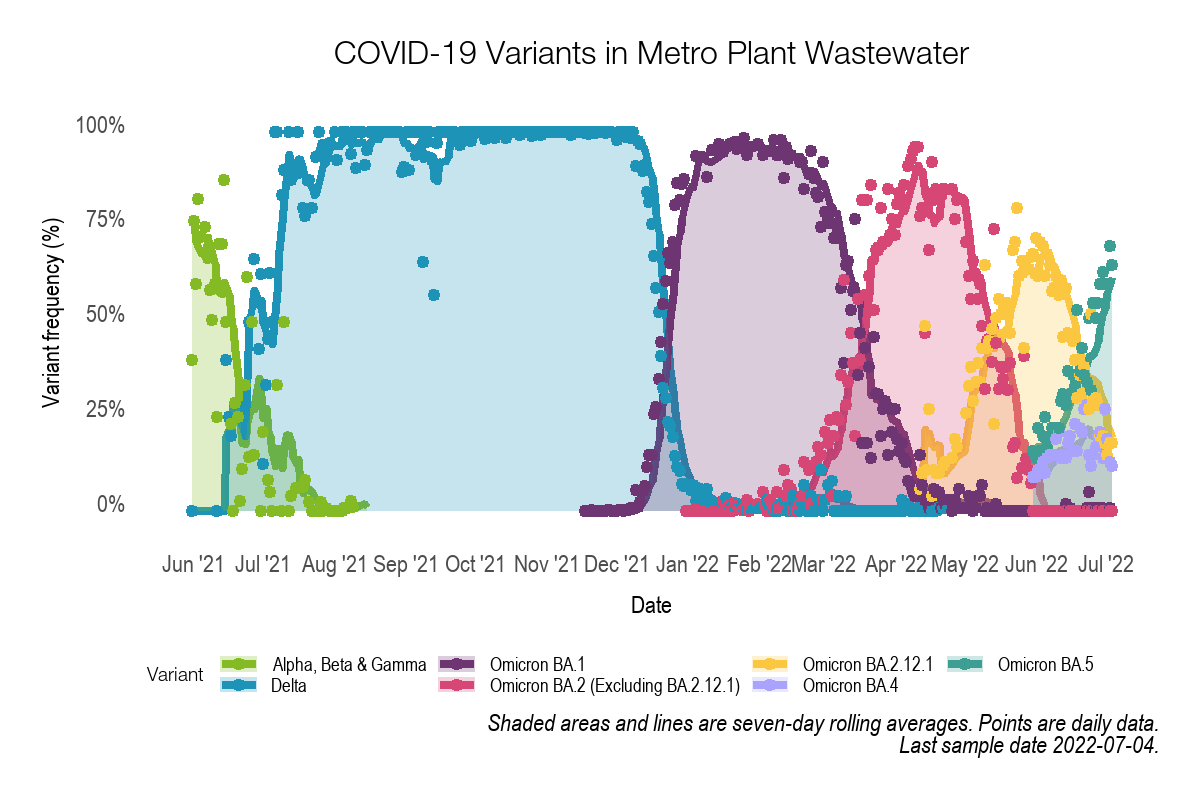 COVID-19 Variants in Metro Plant Wastewater
100%
75%
50%
25%
0%
Variant frequency (%)
Jun '21 Jul '21 Aug '21 Sep '21 Oct '21 Nov '21 Dec '21 Jan '22 Feb '22 Mar '22 Apr '22 May '22 Jun '22 Jul '22
Date
Variant
Alpha, Beta & Gamma Omicron BA.1 Omicron BA.2.12.1 Omicron BA.5
Delta Omicron BA.2 (Excluding BA.2.12.1) Omicron BA.4
Shaded areas and lines are seven-day rolling averages. Points are daily data.
Last sample date 2022-07-04.